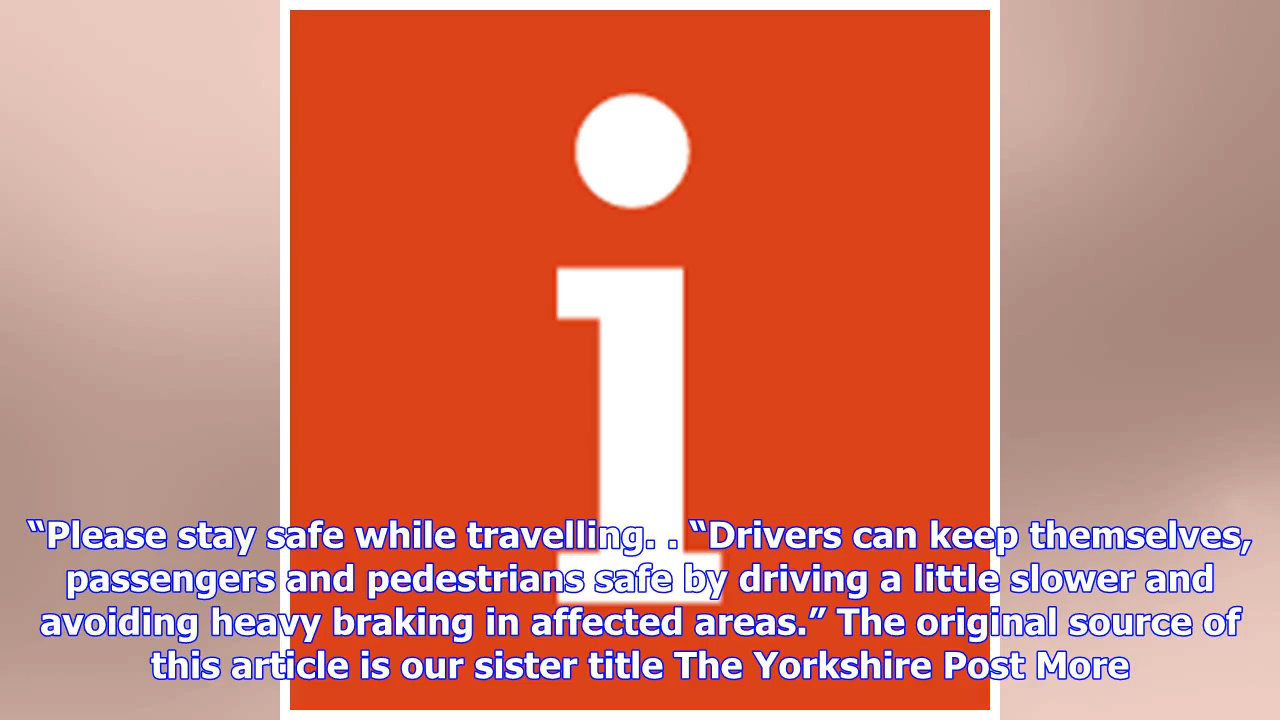 i
“Please stay safe while travelling. . “Drivers can keep themselves,
passengers and pedestrians safe by driving a little slower and
avoiding heavy braking in affected areas.” The original source of
this article is our sister title The Yorkshire Post More